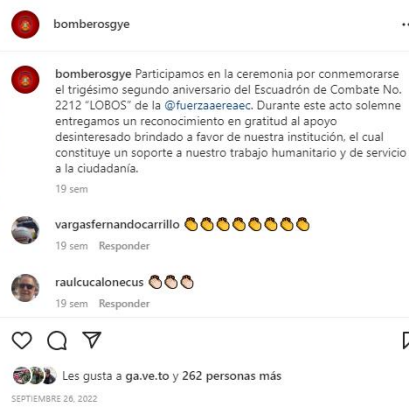 bomberosgye
bomberosgye Participamos en la ceremonia por conmemorarse
el trigésimo segundo aniversario del Escuadrón de Combate No.
2212 “LOBOS” de la @fuerzaaereaec. Durante este acto solemne
entregamos un reconocimiento en gratitud al apoyo
desinteresado brindado a favor de nuestra institución, el cual
constituye un soporte a nuestro trabajo humanitario y de servicio
a la ciudadanía.
19 sem
vargasfernandocarrillo 👏👏👏👏👏👏👏👏
19 sem Responder
raulcucalonecus 👏🏻👏🏻👏🏻
19 sem Responder
Les gusta a ga.ve.to y 262 personas más
SEPTIEMBRE 26, 2022